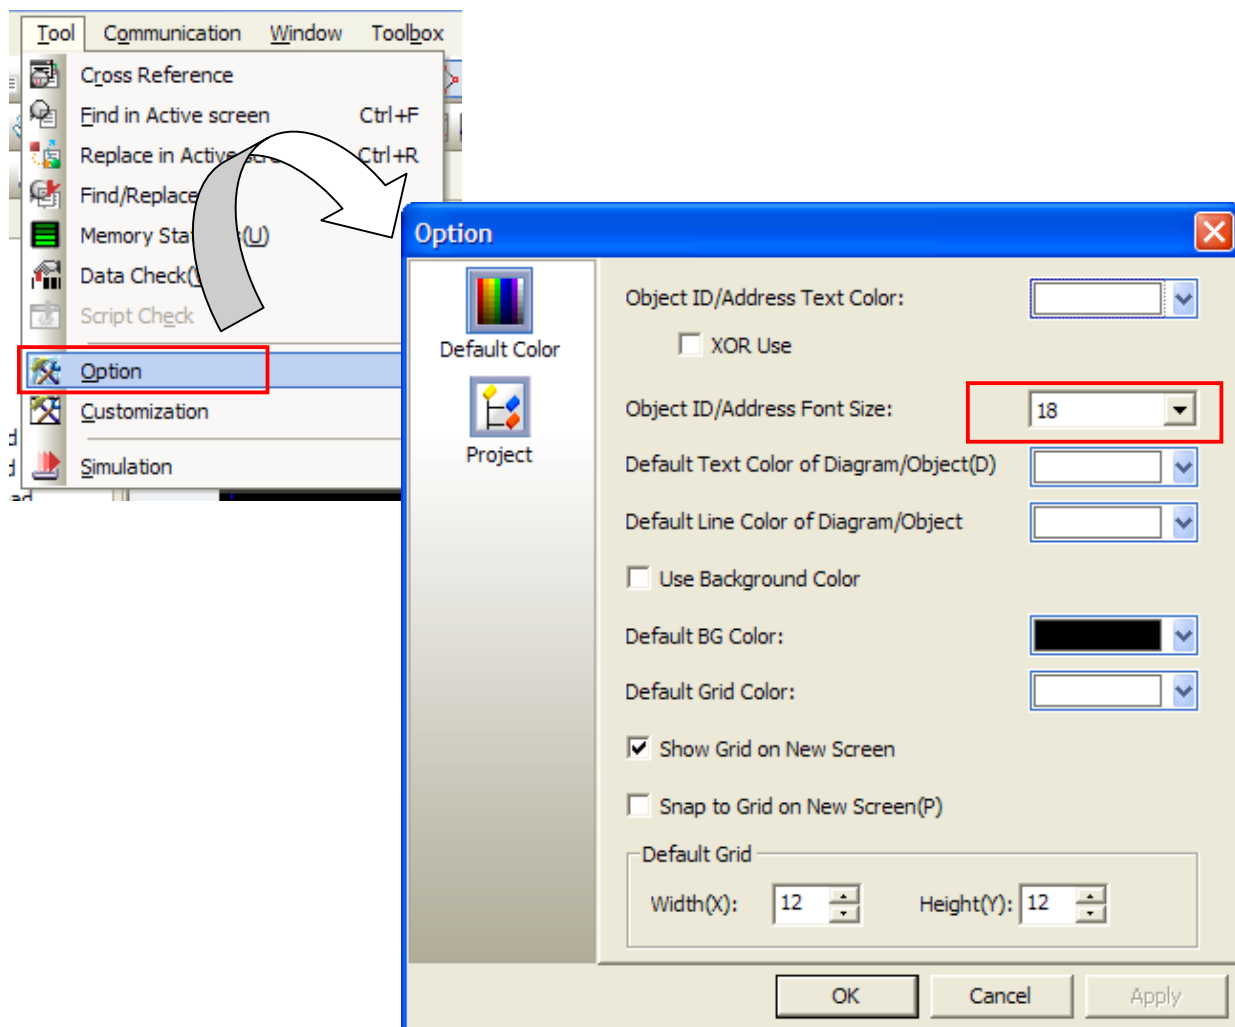 Tool Communication Window Toolbox
Cross Reference
Find in Active screen Ctrl+F
Replace in Active Ctrl+R
Find/Replace
Memory (U)
Data Check(
Script Check
Option
Customization
Simulation
Option
Default Color
Project
Object ID/Address Text Color:
XOR Use
Object ID/Address Font Size: 18
Default Text Color of Diagram/Object(D)
Default Line Color of Diagram/Object
Use Background Color
Default BG Color:
Default Grid Color:
Show Grid on New Screen
Snap to Grid on New Screen(P)
Default Grid
Width(X): 12 Height(Y): 12
OK Cancel Apply